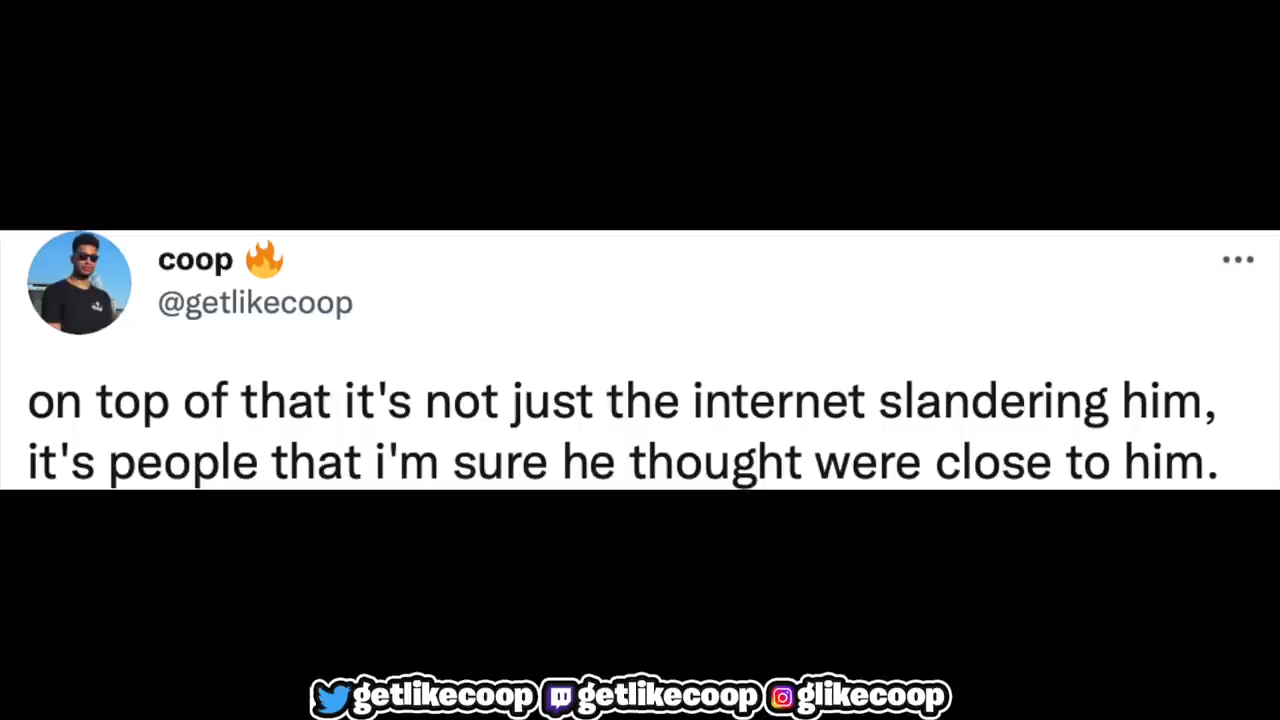 coop 🔥
@getlikecoop
on top of that it's not just the internet slandering him,
it's people that i'm sure he thought were close to him.
getlikecoop getlikecoop glikecoop